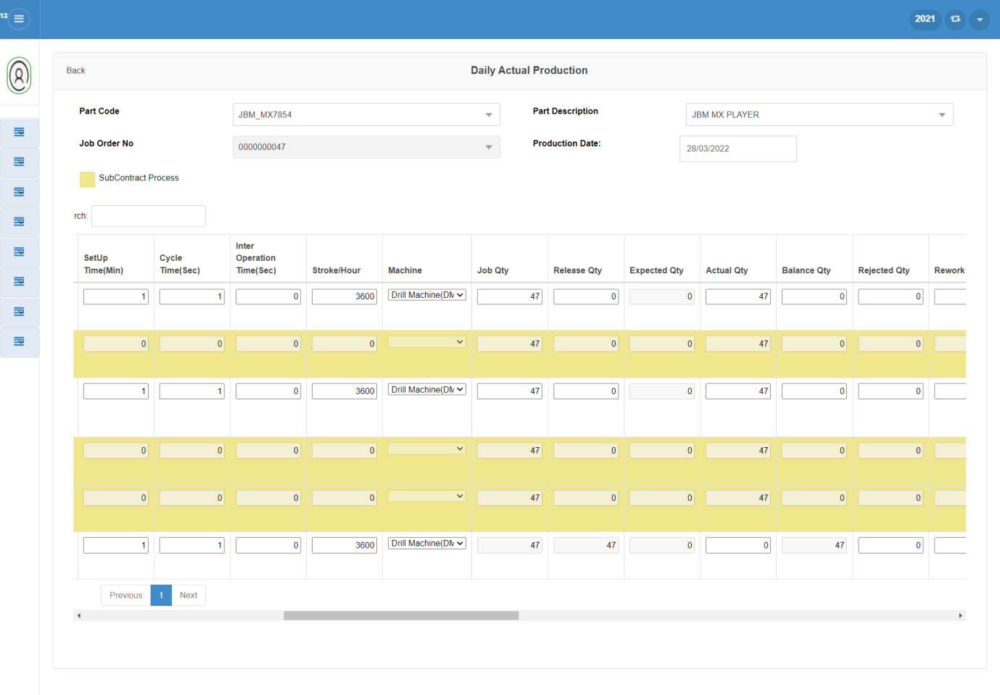 13
2021
Back
Daily Actual Production
Part Code
JBM_MX7854
Part Description
JBM MX PLAYER
Job Order No
0000000047
Production Date:
28/03/2022
SubContract Process
rch:
SetUp Time(Min) Cycle Time(Sec) Inter Operation Time(Sec) Stroke/Hour Machine Job Qty Release Qty Expected Qty Actual Qty Balance Qty Rejected Qty Rework
1 1 0 3600 Drill Machine(DM 47 0 0 47 0 0
0 0 0 0 47 0 0 47 0 0
1 1 0 3600 Drill Machine(DM 47 0 0 47 0 0
0 0 0 0 47 0 0 47 0 0
0 0 0 0 47 0 0 47 0 0
1 1 0 3600 Drill Machine(DM 47 47 0 0 47 0
Previous 1 Next